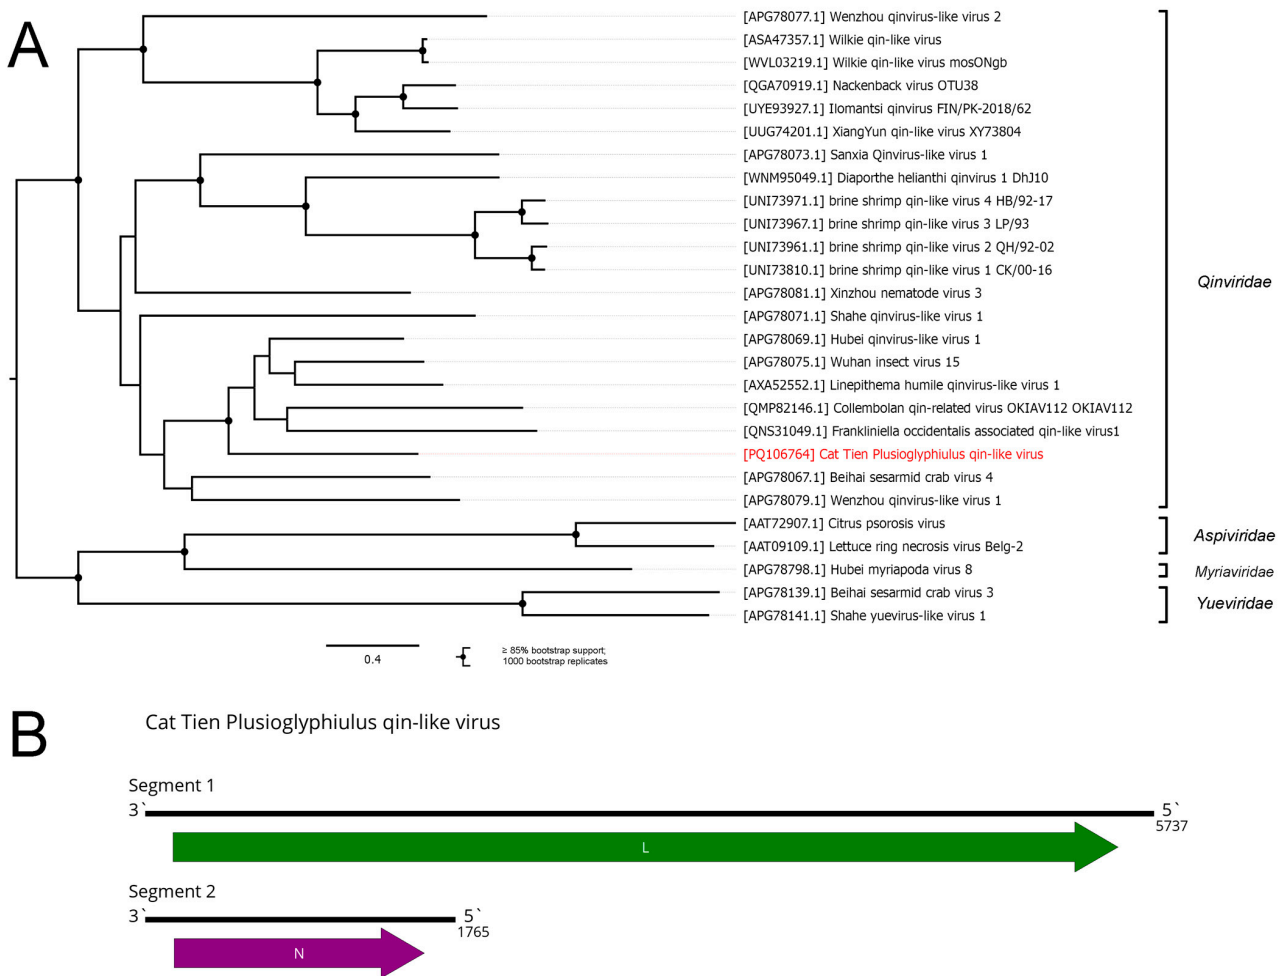 A
[APG78077.1] Wenzhou qinvirus-like virus 2
[ASA47357.1] Wilkie qin-like virus
[WVL03219.1] Wilkie qin-like virus mosONgb
[QGA70919.1] Nackenback virus OTU38
[UYE93927.1] Ilomantsi qinvirus FIN/PK-2018/62
[UUG74201.1] XiangYun qin-like virus XY73804
[APG78073.1] Sanxia Qinvirus-like virus 1
[WNM95049.1] Diaporthe helianthi qinvirus 1 DhJ10
[UNI73971.1] brine shrimp qin-like virus 4 HB/92-17
[UNI73967.1] brine shrimp qin-like virus 3 LP/93
[UNI73961.1] brine shrimp qin-like virus 2 QH/92-02
[UNI73810.1] brine shrimp qin-like virus 1 CK/00-16
[APG78081.1] Xinzhou nematode virus 3
[APG78071.1] Shahe qinvirus-like virus 1
[APG78069.1] Hubei qinvirus-like virus 1
[APG78075.1] Wuhan insect virus 15
[AXA52552.1] Linepithema humile qinvirus-like virus 1
[QMP82146.1] Collembolan qin-related virus OKIAV112 OKIAV112
[QNS31049.1] Frankliniella occidentalis associated qin-like virus1
[PQ106764] Cat Tien Plusioglyphiulus qin-like virus
[APG78067.1] Beihai sesarmid crab virus 4
[APG78079.1] Wenzhou qinvirus-like virus 1
[AAT72907.1] Citrus psorosis virus
[AAT09109.1] Lettuce ring necrosis virus Belg-2
[APG78798.1] Hubei myriapoda virus 8
[APG78139.1] Beihai sesarmid crab virus 3
[APG78141.1] Shahe yuevirus-like virus 1
Qinviridae
Aspiviridae
Myriaviridae
Yueviridae
0.4
≥ 85% bootstrap support;
1000 bootstrap replicates
B
Cat Tien Plusioglyphiulus qin-like virus
Segment 1
3` 5`
5737
L
Segment 2
3` 5`
1765
N